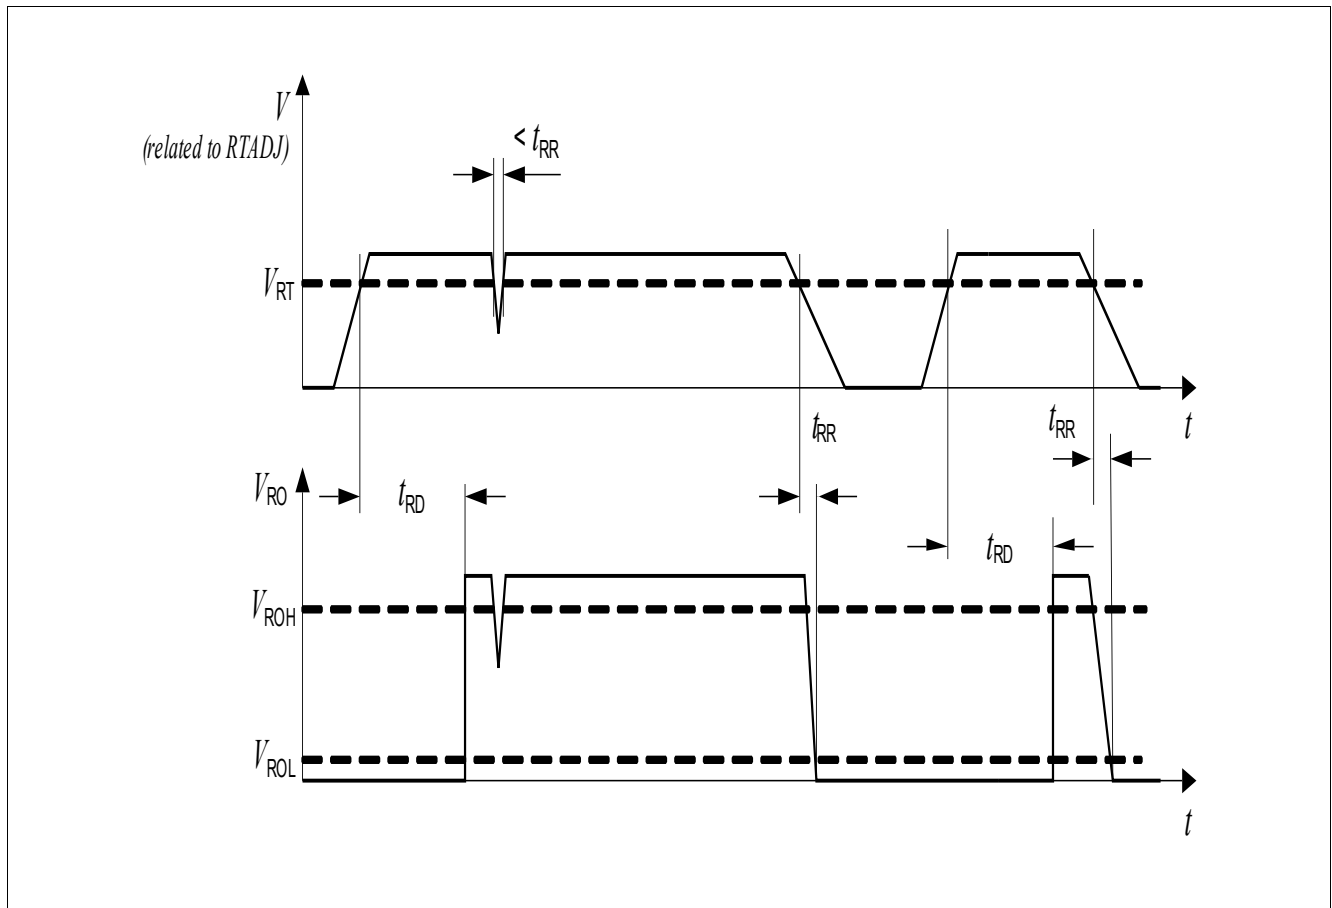 V
(related to RTADJ)
< tRR
VRT
tRR
tRR
t
VRO
tRD
tRD
VROH
VROL
t